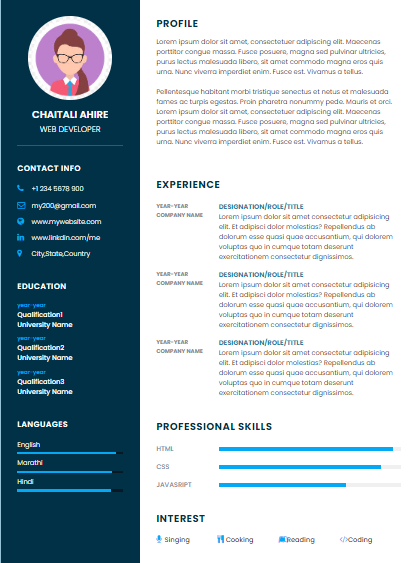 CHAITALI AHIRE
WEB DEVELOPER
CONTACT INFO
+1 234 5678 900
my200@gmail.com
www.mywebsite.com
www.linkdin.com/me
City,State,Country
EDUCATION
year-year
Qualification1
University Name
year-year
Qualification2
University Name
year-year
Qualification3
University Name
LANGUAGES
English
Marathi
Hindi
PROFILE
Lorem ipsum dolor sit amet, consectetuer adipiscing elit. Maecenas
porttitor congue massa. Fusce posuere, magna sed pulvinar ultricies,
purus lectus malesuada libero, sit amet commodo magna eros quis
urna. Nunc viverra imperdiet enim. Fusce est. Vivamus a tellus.
Pellentesque habitant morbi tristique senectus et netus et malesuada
fames ac turpis egestas. Proin pharetra nonummy pede. Mauris et orci.
Lorem ipsum dolor sit amet, consectetuer adipiscing elit. Maecenas
porttitor congue massa. Fusce posuere, magna sed pulvinar ultricies,
purus lectus malesuada libero, sit amet commodo magna eros quis
urna. Nunc viverra imperdiet enim. Fusce est. Vivamus a tellus.
EXPERIENCE
YEAR-YEAR
COMPANY NAME
DESIGNATION/ROLE/TITLE
Lorem ipsum dolor sit amet consectetur adipisicing
elit. Et adipisci dolor molestias? Repellendus ab
dolorum esse quasi quae accusantium, qui dolores
voluptas quo in cumque totam deserunt
exercitationem sit veritatis.
YEAR-YEAR
COMPANY NAME
DESIGNATION/ROLE/TITLE
Lorem ipsum dolor sit amet consectetur adipisicing
elit. Et adipisci dolor molestias? Repellendus ab
dolorum esse quasi quae accusantium, qui dolores
voluptas quo in cumque totam deserunt
exercitationem sit veritatis.
YEAR-YEAR
COMPANY NAME
DESIGNATION/ROLE/TITLE
Lorem ipsum dolor sit amet consectetur adipisicing
elit. Et adipisci dolor molestias? Repellendus ab
dolorum esse quasi quae accusantium, qui dolores
voluptas quo in cumque totam deserunt
exercitationem sit veritatis.
PROFESSIONAL SKILLS
HTML
CSS
JAVASRIPT
INTEREST
Singing Cooking Reading Coding